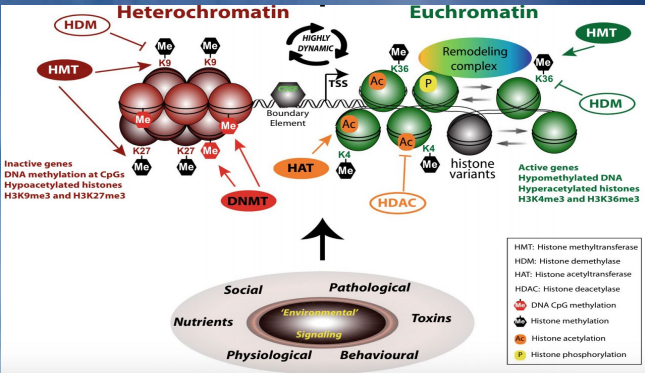 Heterochromatin
Euchromatin
HDM
Me
K9
Me
K9
HMT
Me
Me
K27
Me
K27
Me
Me
Inactive genes
DNA methylation at CpGs
Hypoacetylated histones
H3K9me3 and H3K27me3
DNMT
HIGHLY
DYNAMIC
TSS
Boundary
Element
HAT
HDAC
Me
K36
Ac
P
Ac
Ac
K4
Me
K4
Me
Remodeling
complex
Me
K36
HMT
HDM
histone
variants
Active genes
Hypomethylated DNA
Hyperacetylated histones
H3K4me3 and H3K36me3
Social
Pathological
Nutrients
'Environmental'
Signaling
Toxins
Physiological
Behavioural
HMT: Histone methyltransferase
HDM: Histone demethylase
HAT: Histone acetyltransferase
HDAC: Histone deacetylase
Me DNA CpG methylation
Me Histone methylation
Ac Histone acetylation
P Histone phosphorylation